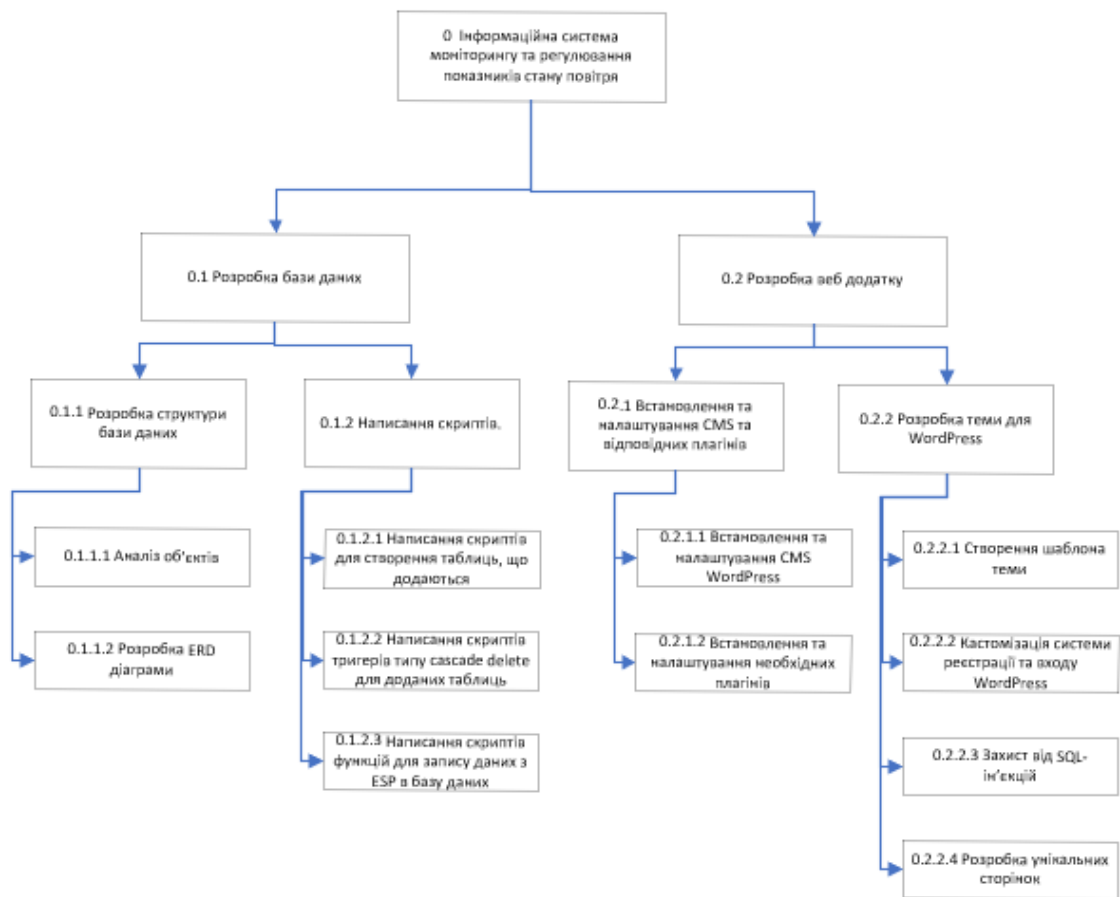 0 Інформаційна система
моніторингу та регулювання
показників стану повітря
0.1 Розробка бази даних
0.2 Розробка веб додатку
0.1.1 Розробка структури
бази даних
0.1.2 Написання скриптів.
0.2.1 Встановлення та
налаштування CMS та
відповідних плагінів
0.2.2 Розробка теми для
WordPress
0.1.1.1 Аналіз об’єктів
0.1.1.2 Розробка ERD
діаграми
0.1.2.1 Написання скриптів
для створення таблиць, що
додаються
0.1.2.2 Написання скриптів
тригерів типу cascade delete
для доданих таблиць
0.1.2.3 Написання скриптів
функцій для запису даних з
ESP в базу даних
0.2.1.1 Встановлення та
налаштування CMS
WordPress
0.2.1.2 Встановлення та
налаштування необхідних
плагінів
0.2.2.1 Створення шаблона
теми
0.2.2.2 Кастомізація системи
реєстрації та входу
WordPress
0.2.2.3 Захист від SQL-
ін’єкцій
0.2.2.4 Розробка унікальних
сторінок